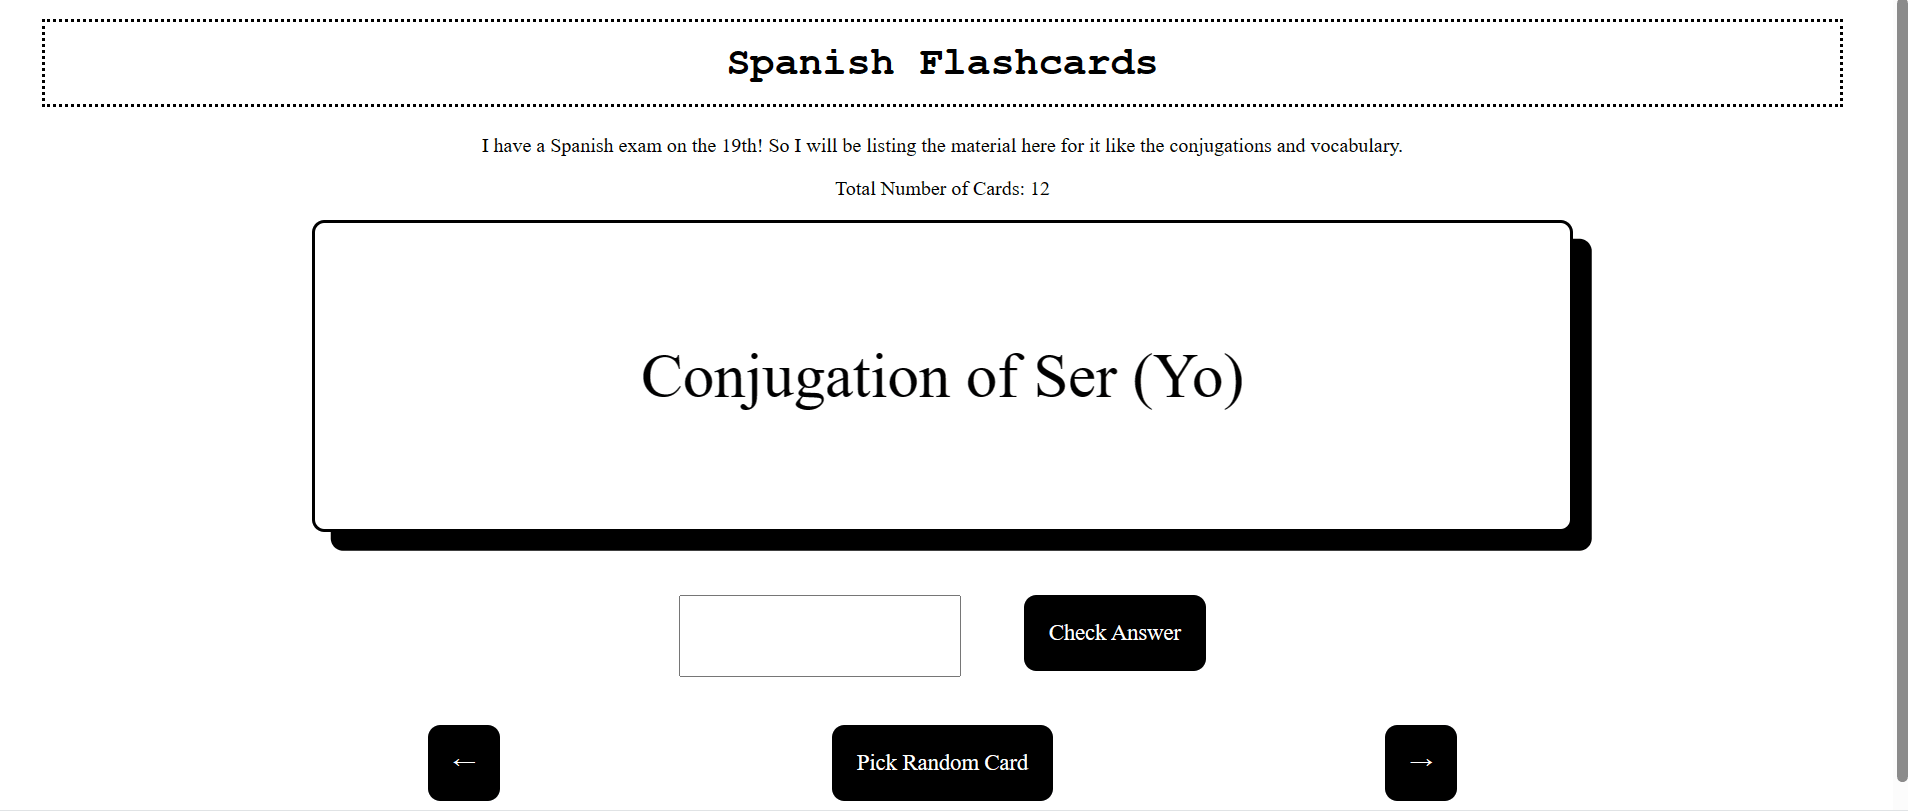 Spanish Flashcards
I have a Spanish exam on the 19th! So I will be listing the material here for it like the conjugations and vocabulary.
Total Number of Cards: 12
Conjugation of Ser (Yo)
Check Answer
←
Pick Random Card
→